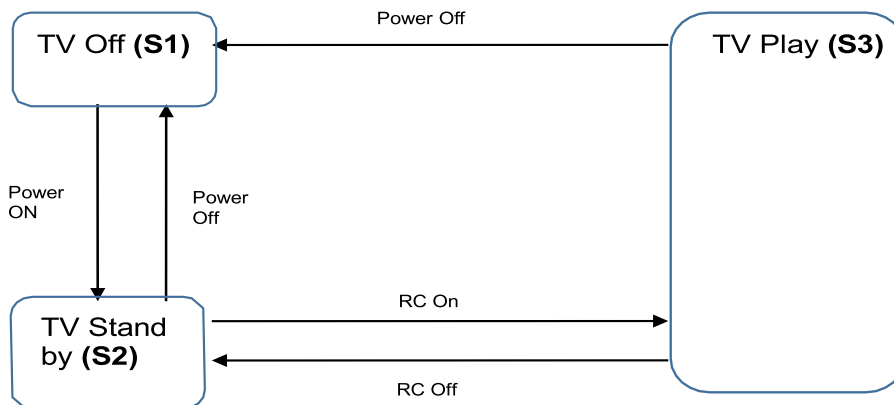 Power Off
TV Off (S1)
TV Play (S3)
Power
ON
Power
Off
RC On
TV Stand
by (S2)
RC Off